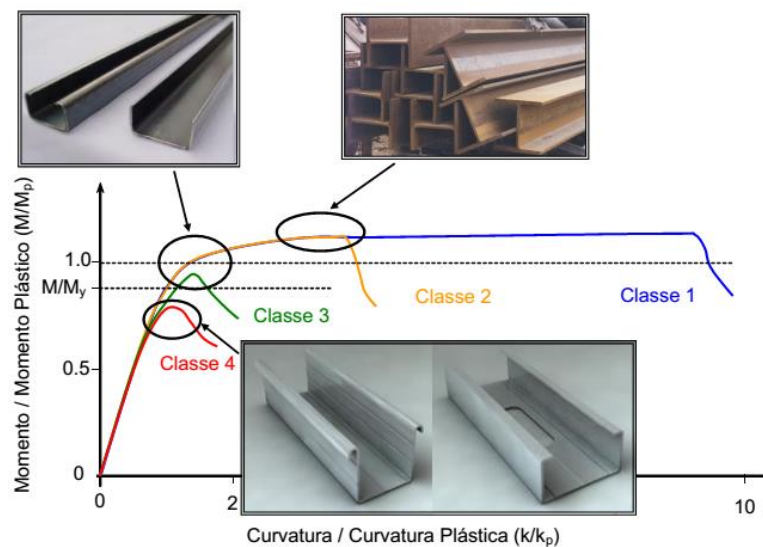 Momento / Momento Plástico (M/Mp)
1.0
M/My
0.5
0
Classe 1
Classe 2
Classe 3
Classe 4
0
2
10
Curvatura / Curvatura Plástica (k/kp)